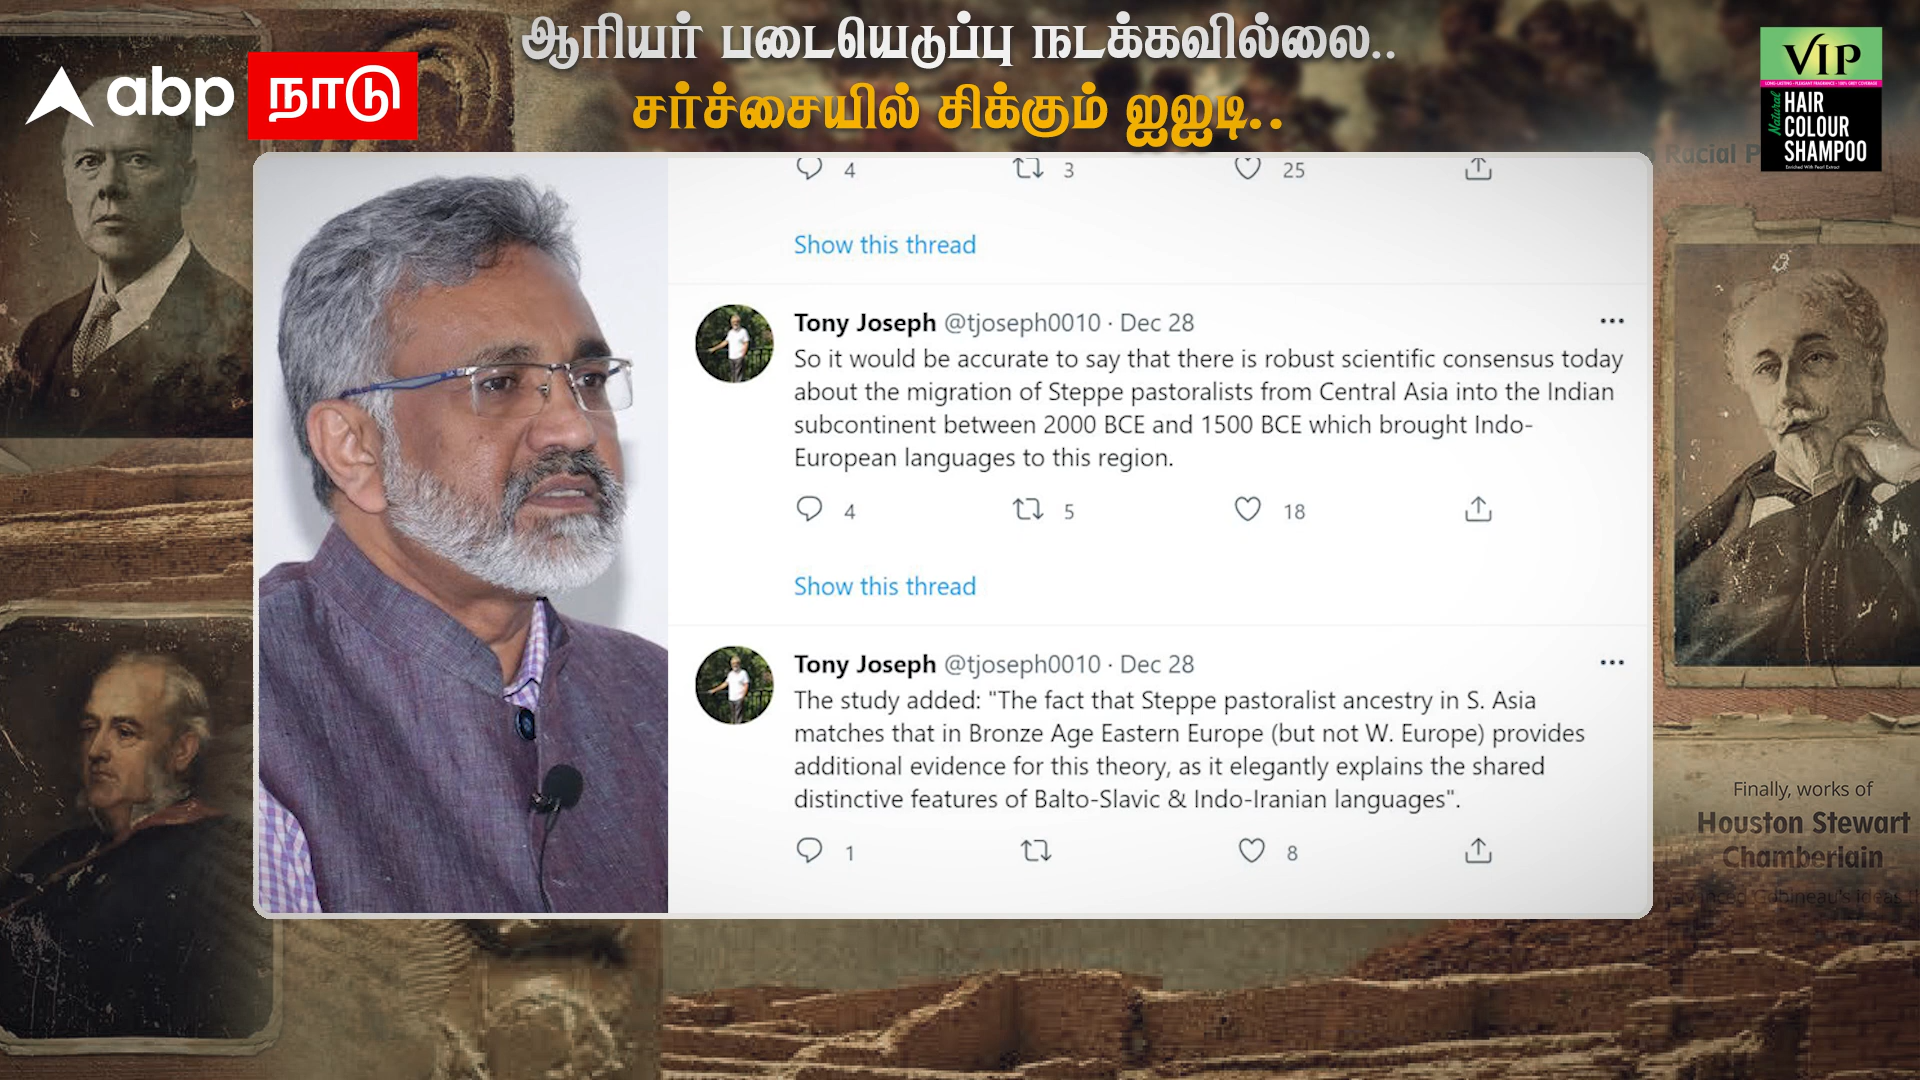 ஆரியர் படையெடுப்பு நடக்கவில்லை..
சர்ச்சையில் சிக்கும் ஐஐடி..
abp நாடு
VIP
Natural
HAIR
COLOUR
SHAMPOO
Racial P
4 3 25
Show this thread
Tony Joseph @tjoseph0010 · Dec 28
So it would be accurate to say that there is robust scientific consensus today
about the migration of Steppe pastoralists from Central Asia into the Indian
subcontinent between 2000 BCE and 1500 BCE which brought Indo-
European languages to this region.
4 5 18
Show this thread
Tony Joseph @tjoseph0010 · Dec 28
The study added: "The fact that Steppe pastoralist ancestry in S. Asia
matches that in Bronze Age Eastern Europe (but not W. Europe) provides
additional evidence for this theory, as it elegantly explains the shared
distinctive features of Balto-Slavic & Indo-Iranian languages".
1 8
Finally, works of
Houston Stewart
Chamberlain
Gobineau's ideas